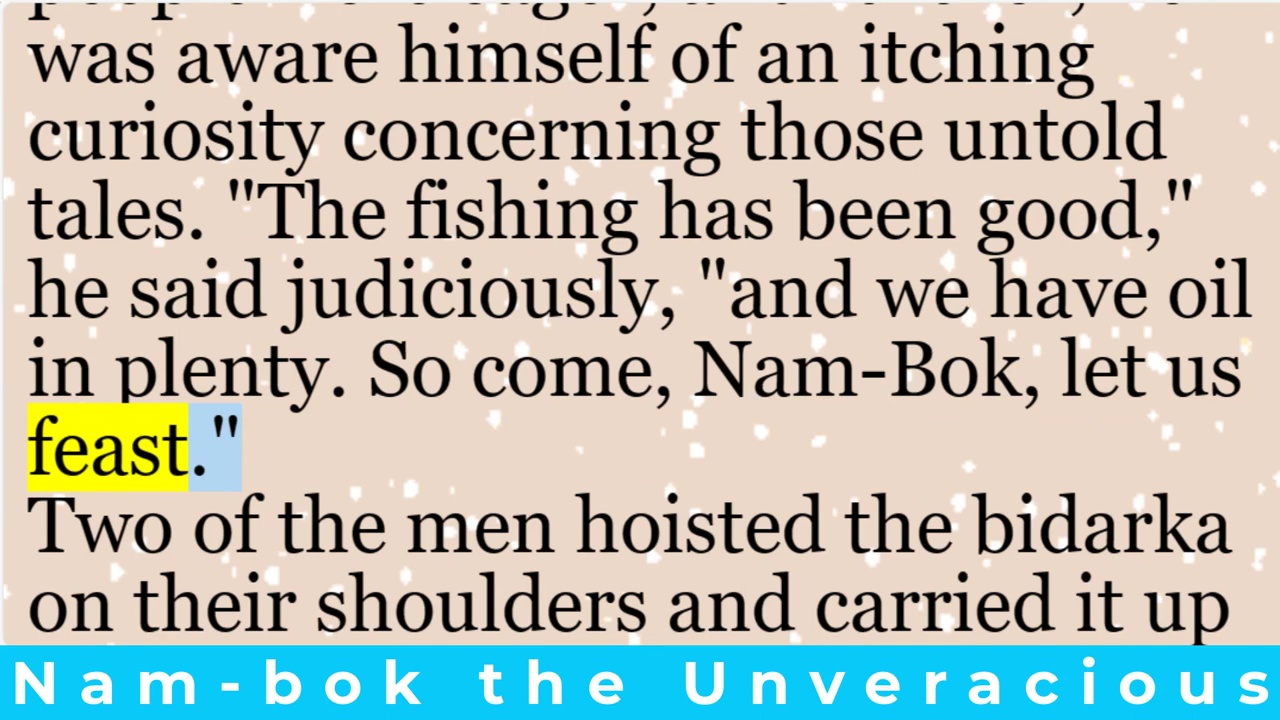 was aware himself of an itching
curiosity concerning those untold
tales. "The fishing has been good,"
he said judiciously, "and we have oil
in plenty. So come, Nam-Bok, let us
feast."
Two of the men hoisted the bidarka
on their shoulders and carried it up
Nam-bok the Unveracious